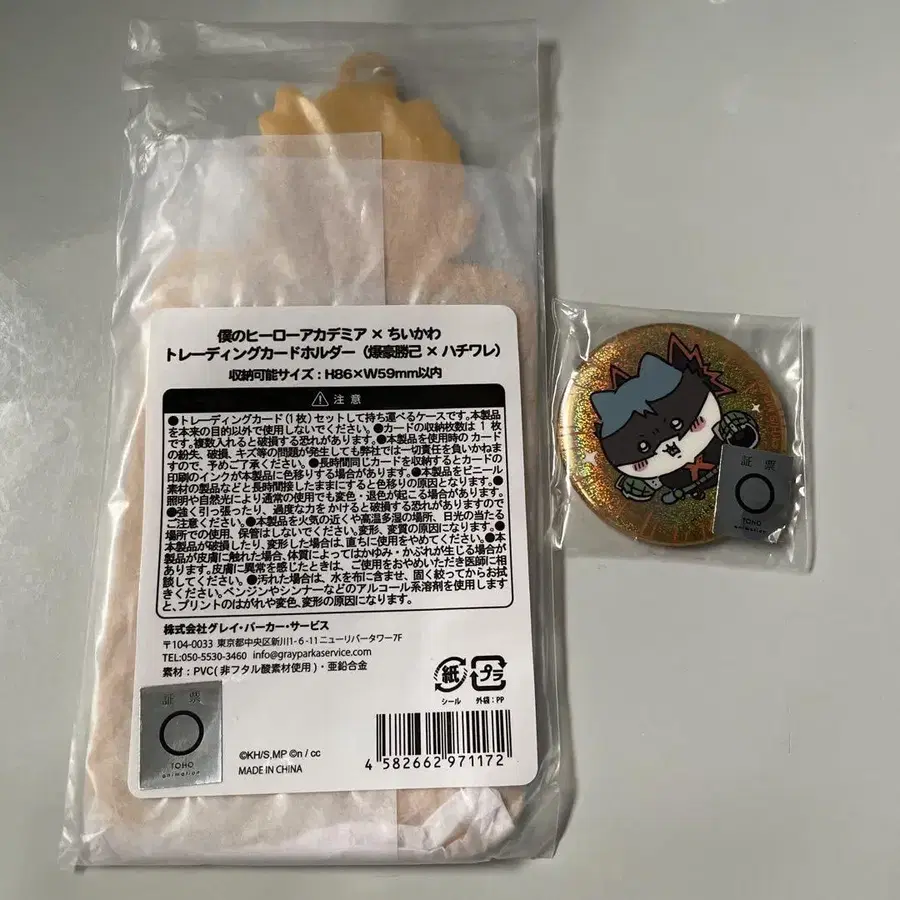 僕のヒーローアカデミア × ちいかわ
トレーディングカードホルダー（爆豪勝己 × ハチワレ）
収納可能サイズ：H86×W59mm以内
注 意
●トレーディングカード（1枚）セットして持ち運べるケースです。本製品
を本来の目的以外で使用しないでください。●カードの収納枚数は 1 枚
です。複数入れると破損する恐れがあります。●本製品を使用時の カード
の紛失、破損、キズ等の問題が発生しても弊社では一切責任を負いかねま
すので、予めご了承ください。●長時間同じカードを収納するとカードの
印刷のインクが本製品に色移りする場合があります。●本製品をビニール
素材の製品などと長時間接したままにすると色移りの原因となります。●
照明や自然光により通常の使用でも変色・退色が起こる場合があります。
●強く引っ張ったり、過度な力を かけると破損する恐れがありますので
ご注意ください。●本製品を火気の近くや高温多湿の場所、日光の当たる
場所での使用、保管はしないでください。変形、変質の原因になります。●
本製品が破損したり、変形した場合は、直ちに使用をやめてください。●本
製品が皮膚に触れた場合、体質によってはかゆみ・かぶれが生じる場合が
あります。皮膚に異常を感じたときは、ご使用をおやめいただき医師に相
談してください。●汚れた場合は、水を布に含ませ、固く絞ってからお拭
きください。ベンジンやシンナーなどのアルコール系溶剤を使用します
と、プリントのはがれや変色、変形の原因になります。
株式会社グレイ・パーカー・サービス
〒104-0033 東京都中央区新川1-6-11ニューリバータワー7F
TEL:050-5530-3460 info@grayparkaservice.com
素材：PVC(非フタル酸素材使用)・亜鉛合金
紙
シール
プラ
外袋：PP
証 票
TOHO
animation
©KH/S,MP ©n / cc
MADE IN CHINA
4 582662 971172
証 票
TOHO
animation